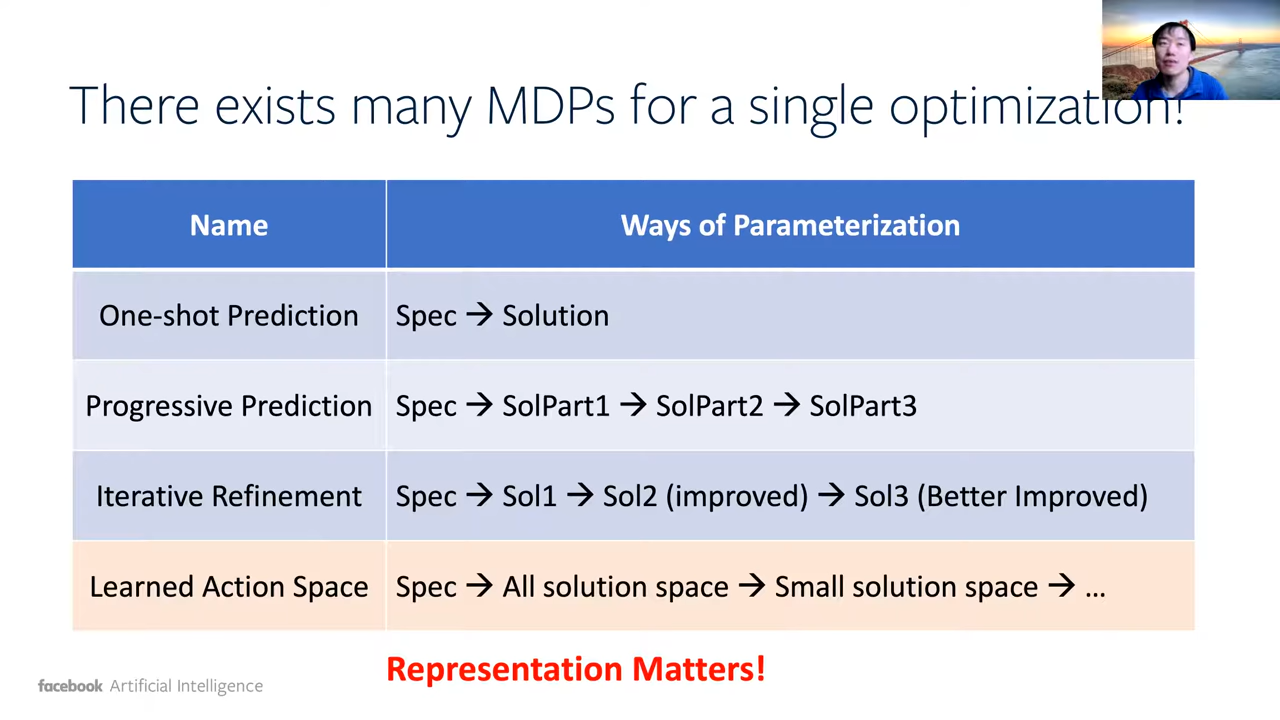 There exists many MDPs for a single optimization!
Name Ways of Parameterization
One-shot Prediction Spec → Solution
Progressive Prediction Spec → SolPart1 → SolPart2 → SolPart3
Iterative Refinement Spec → Sol1 → Sol2 (improved) → Sol3 (Better Improved)
Learned Action Space Spec → All solution space → Small solution space → ...
Representation Matters!
facebook Artificial Intelligence